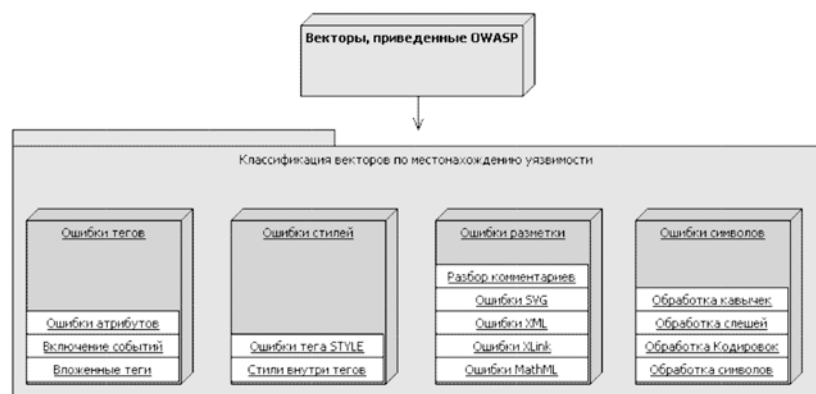 Векторы, приведенные OWASP
Классификация векторов по местонахождению уязвимости
Ошибки тегов
Ошибки атрибутов
Включение событий
Вложенные теги
Ошибки стилей
Ошибки тега STYLE
Стили внутри тегов
Ошибки разметки
Разбор комментариев
Ошибки SVG
Ошибки XML
Ошибки XLink
Ошибки MathML
Ошибки символов
Обработка кавычек
Обработка слешей
Обработка Кодировок
Обработка символов